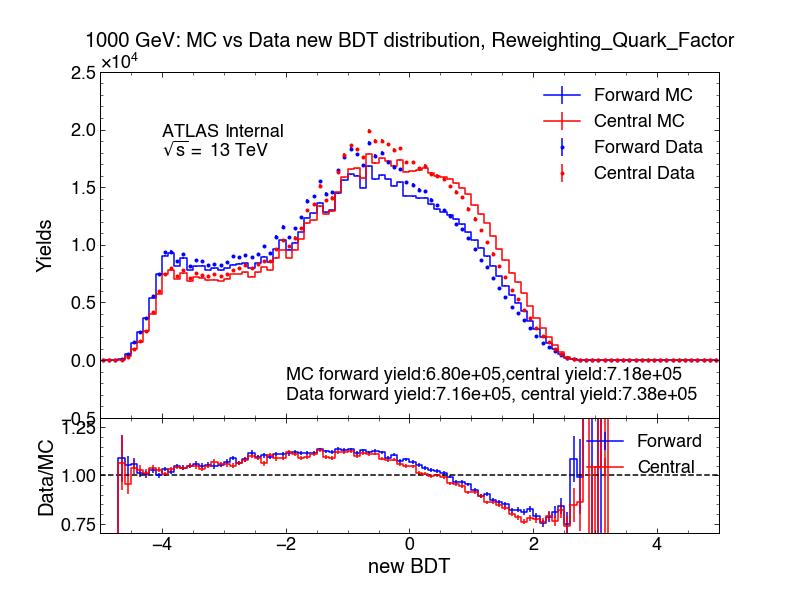 1000 GeV: MC vs Data new BDT distribution, Reweighting_Quark_Factor
×10⁴
2.5
2.0
1.5
1.0
0.5
0.0
-0.5
Yields
ATLAS Internal
√s = 13 TeV
Forward MC
Central MC
Forward Data
Central Data
MC forward yield:6.80e+05,central yield:7.18e+05
Data forward yield:7.16e+05, central yield:7.38e+05
1.25
1.00
0.75
Data/MC
Forward
Central
−4 −2 0 2 4
new BDT